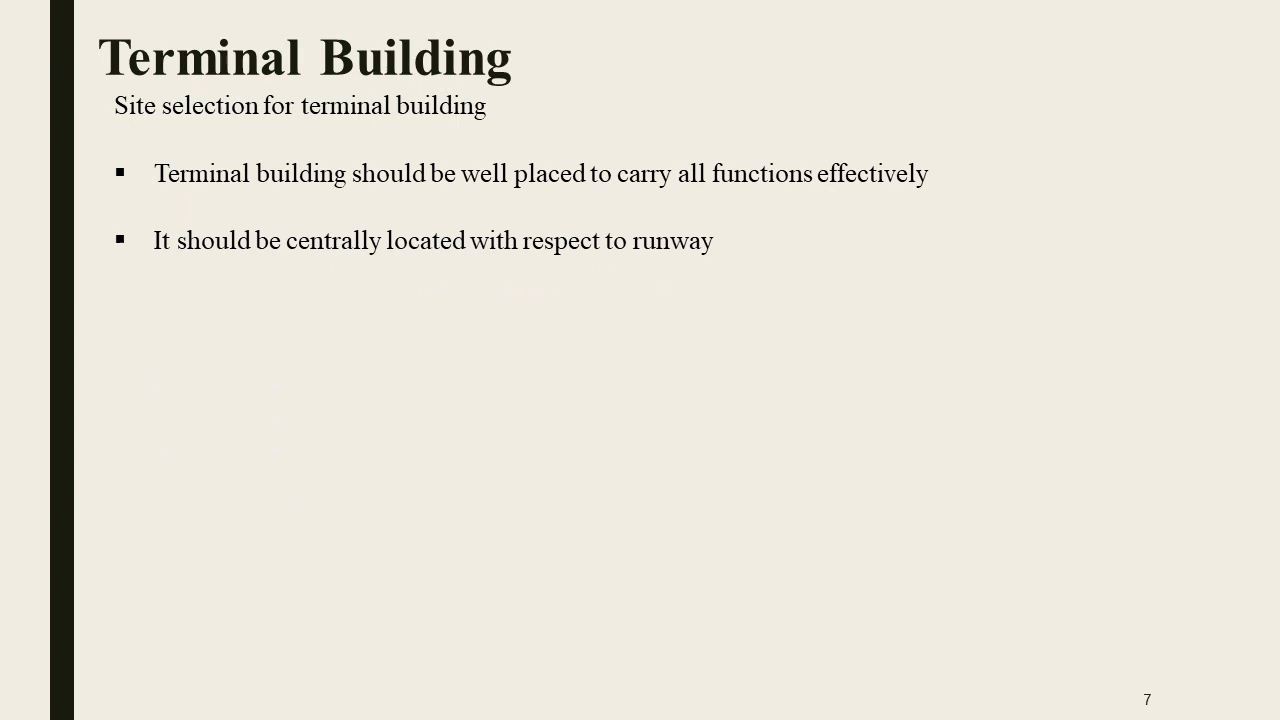 Terminal Building
Site selection for terminal building
▪ Terminal building should be well placed to carry all functions effectively
▪ It should be centrally located with respect to runway
7